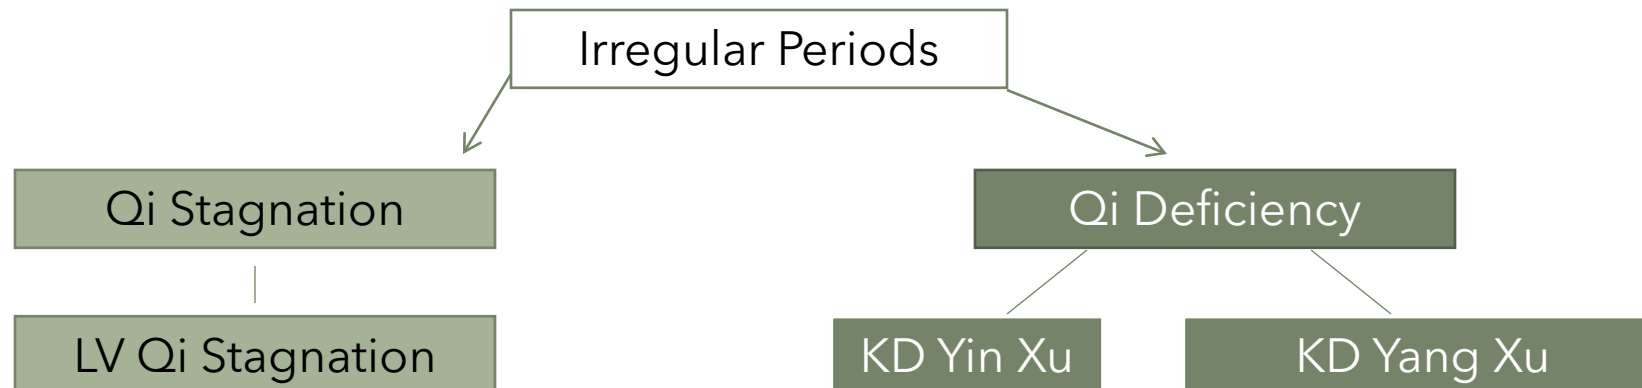 Irregular Periods
Qi Stagnation
Qi Deficiency
LV Qi Stagnation
KD Yin Xu
KD Yang Xu